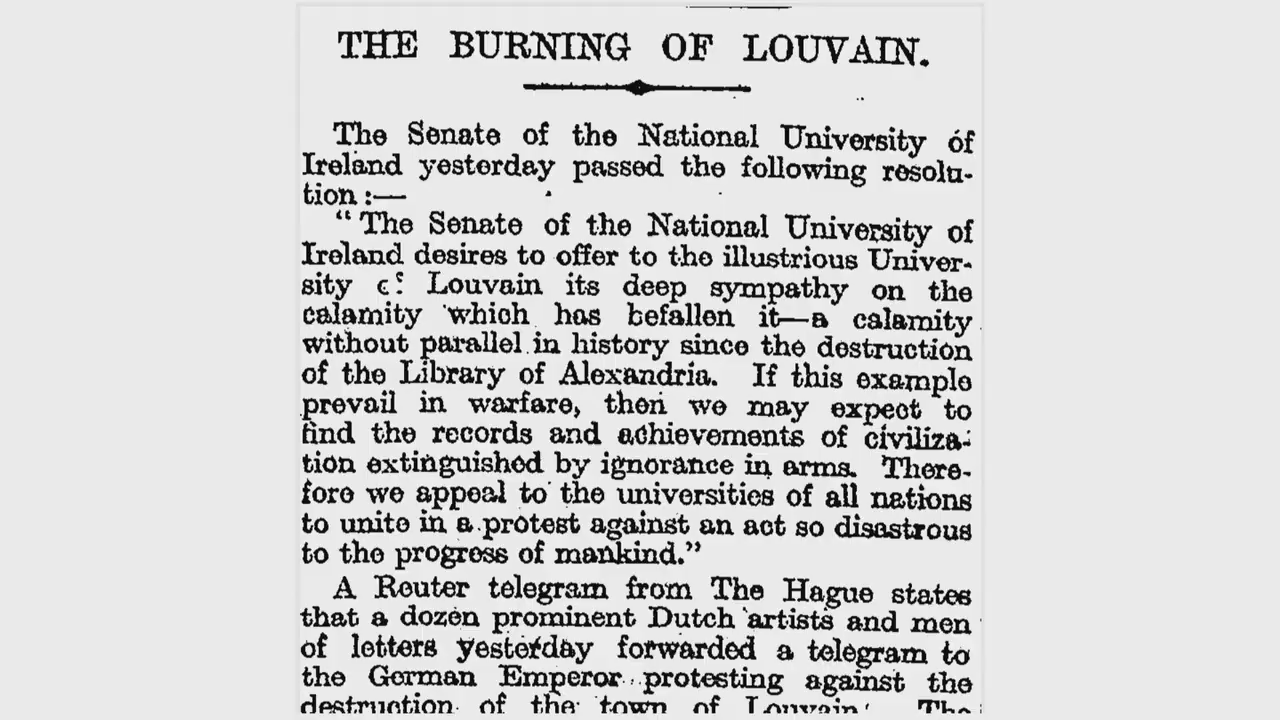 THE BURNING OF LOUVAIN.
The Senate of the National University of
Ireland yesterday passed the following resolu-
tion :—
"The Senate of the National University of
Ireland desires to offer to the illustrious Univer-
sity of Louvain its deep sympathy on the
calamity which has befallen it—a calamity
without parallel in history since the destruction
of the Library of Alexandria. If this example
prevail in warfare, then we may expect to
find the records and achievements of civiliza-
tion extinguished by ignorance in arms. There-
fore we appeal to the universities of all nations
to unite in a protest against an act so disastrous
to the progress of mankind."
A Reuter telegram from The Hague states
that a dozen prominent Dutch artists and men
of letters yesterday forwarded a telegram to
the German Emperor protesting against the
destruction of the town of Louvain. The